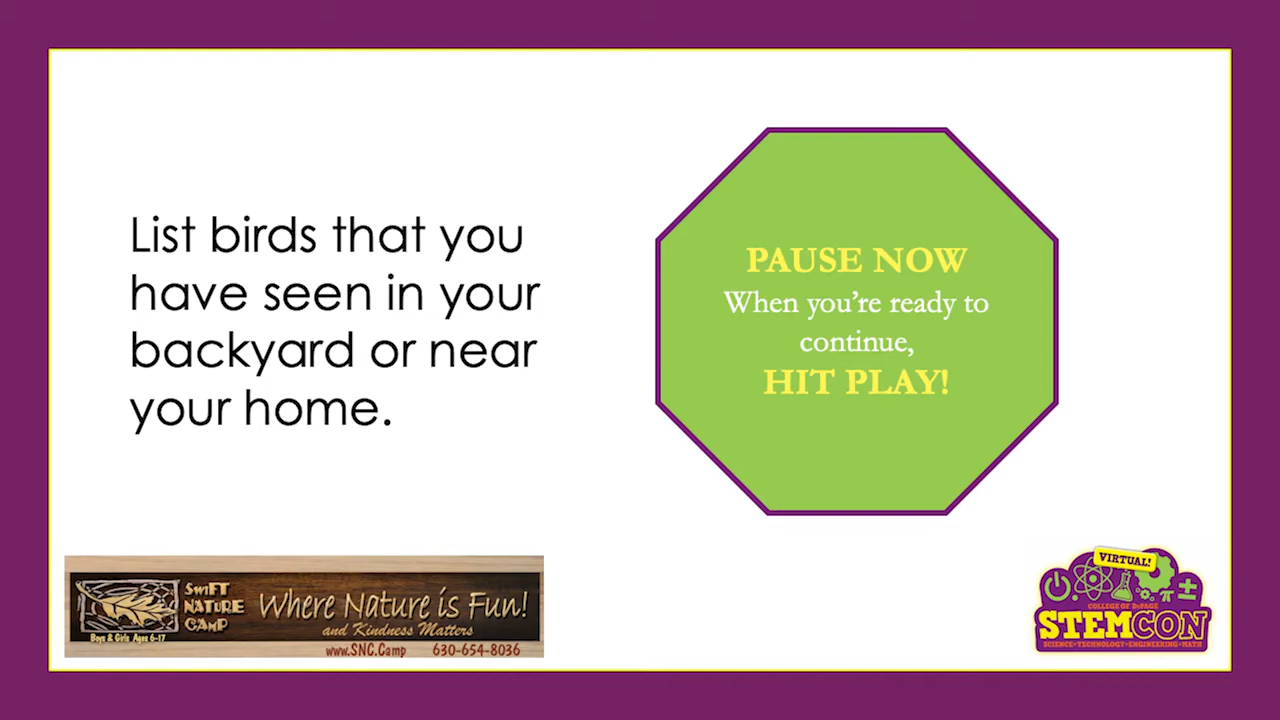 List birds that you
have seen in your
backyard or near
your home.
PAUSE NOW
When you're ready to
continue,
HIT PLAY!
SWIFT
NATURE
CAMP
Boys & Girls Ages 6-17
Where Nature is Fun!
and Kindness Matters
www.SNC.Camp 630-654-8036
VIRTUAL!
COLLEGE OF DUPAGE
STEMCON
SCIENCE•TECHNOLOGY•ENGINEERING•MATH